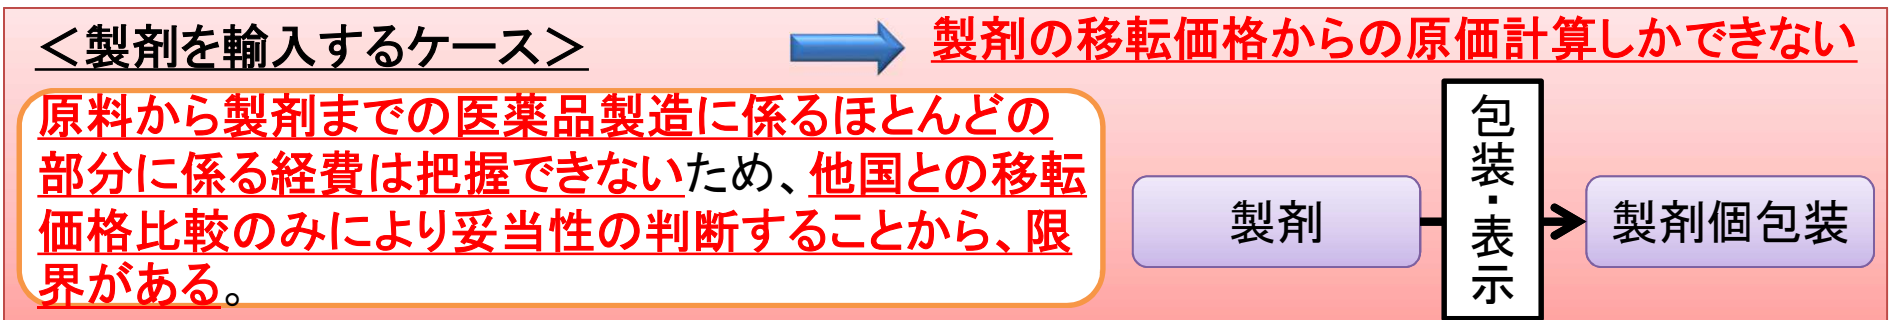 ＜製剤を輸入するケース＞
製剤の移転価格からの原価計算しかできない
原料から製剤までの医薬品製造に係るほとんどの
部分に係る経費は把握できないため、他国との移転
価格比較のみにより妥当性の判断することから、限
界がある。
製剤
包装・表示
製剤個包装